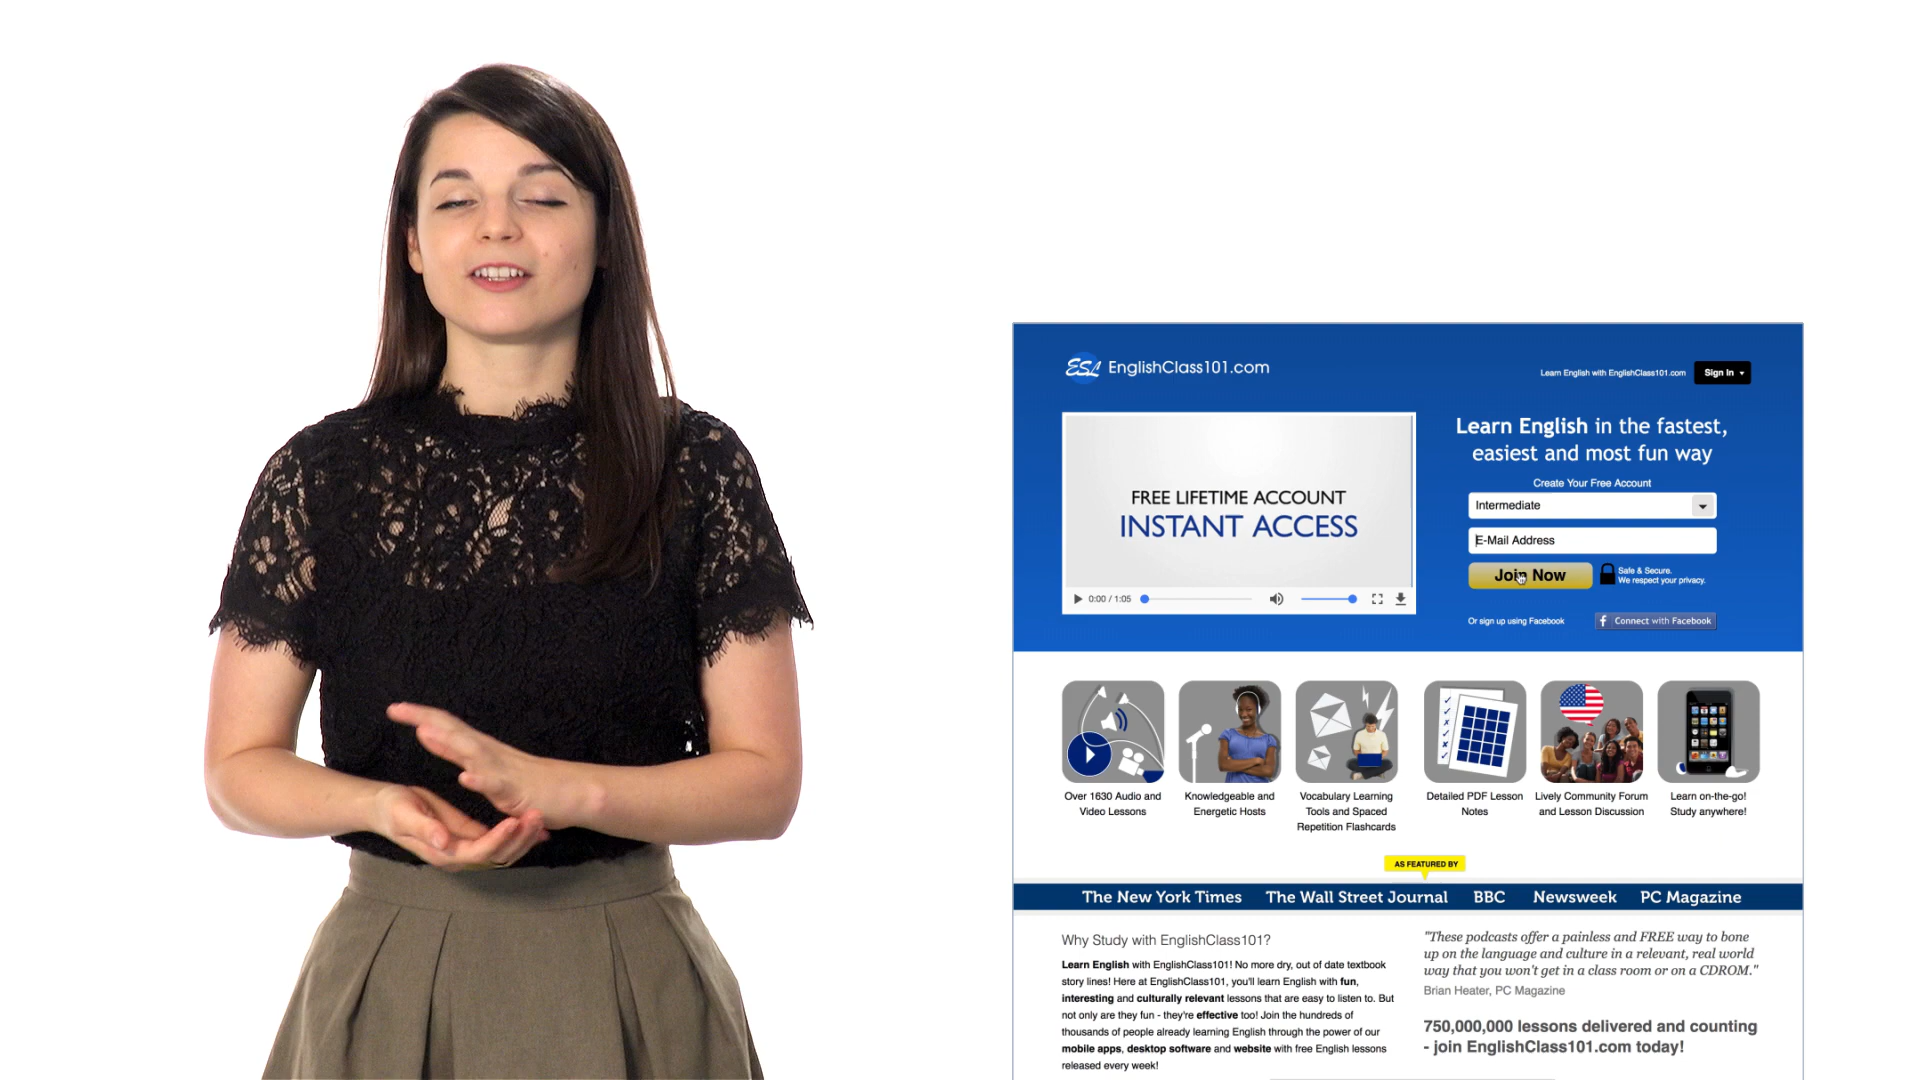 ESL EnglishClass101.com
Learn English with EnglishClass101.com
Sign In
FREE LIFETIME ACCOUNT
INSTANT ACCESS
0:00 / 1:05
Learn English in the fastest,
easiest and most fun way
Create Your Free Account
Intermediate
E-Mail Address
Join Now
Safe & Secure.
We respect your privacy.
Or sign up using Facebook
f Connect with Facebook
Over 1630 Audio and
Video Lessons
Knowledgeable and
Energetic Hosts
Vocabulary Learning
Tools and Spaced
Repetition Flashcards
Detailed PDF Lesson
Notes
Lively Community Forum
and Lesson Discussion
Learn on-the-go!
Study anywhere!
AS FEATURED BY
The New York Times The Wall Street Journal BBC Newsweek PC Magazine
Why Study with EnglishClass101?
Learn English with EnglishClass101! No more dry, out of date textbook
story lines! Here at EnglishClass101, you'll learn English with fun,
interesting and culturally relevant lessons that are easy to listen to. But
not only are they fun - they're effective too! Join the hundreds of
thousands of people already learning English through the power of our
mobile apps, desktop software and website with free English lessons
released every week!
"These podcasts offer a painless and FREE way to bone
up on the language and culture in a relevant, real world
way that you won't get in a class room or on a CDROM."
Brian Heater, PC Magazine
750,000,000 lessons delivered and counting
- join EnglishClass101.com today!